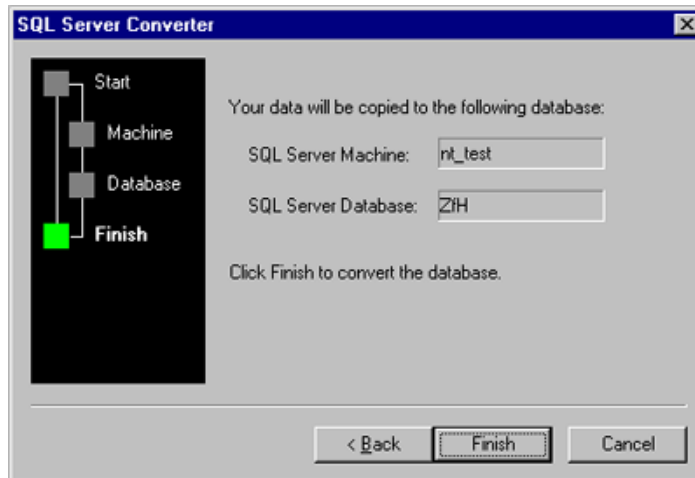 SQL Server Converter
Start
Machine
Database
Finish
Your data will be copied to the following database:
SQL Server Machine: nt_test
SQL Server Database: ZfH
Click Finish to convert the database.
< Back Finish Cancel